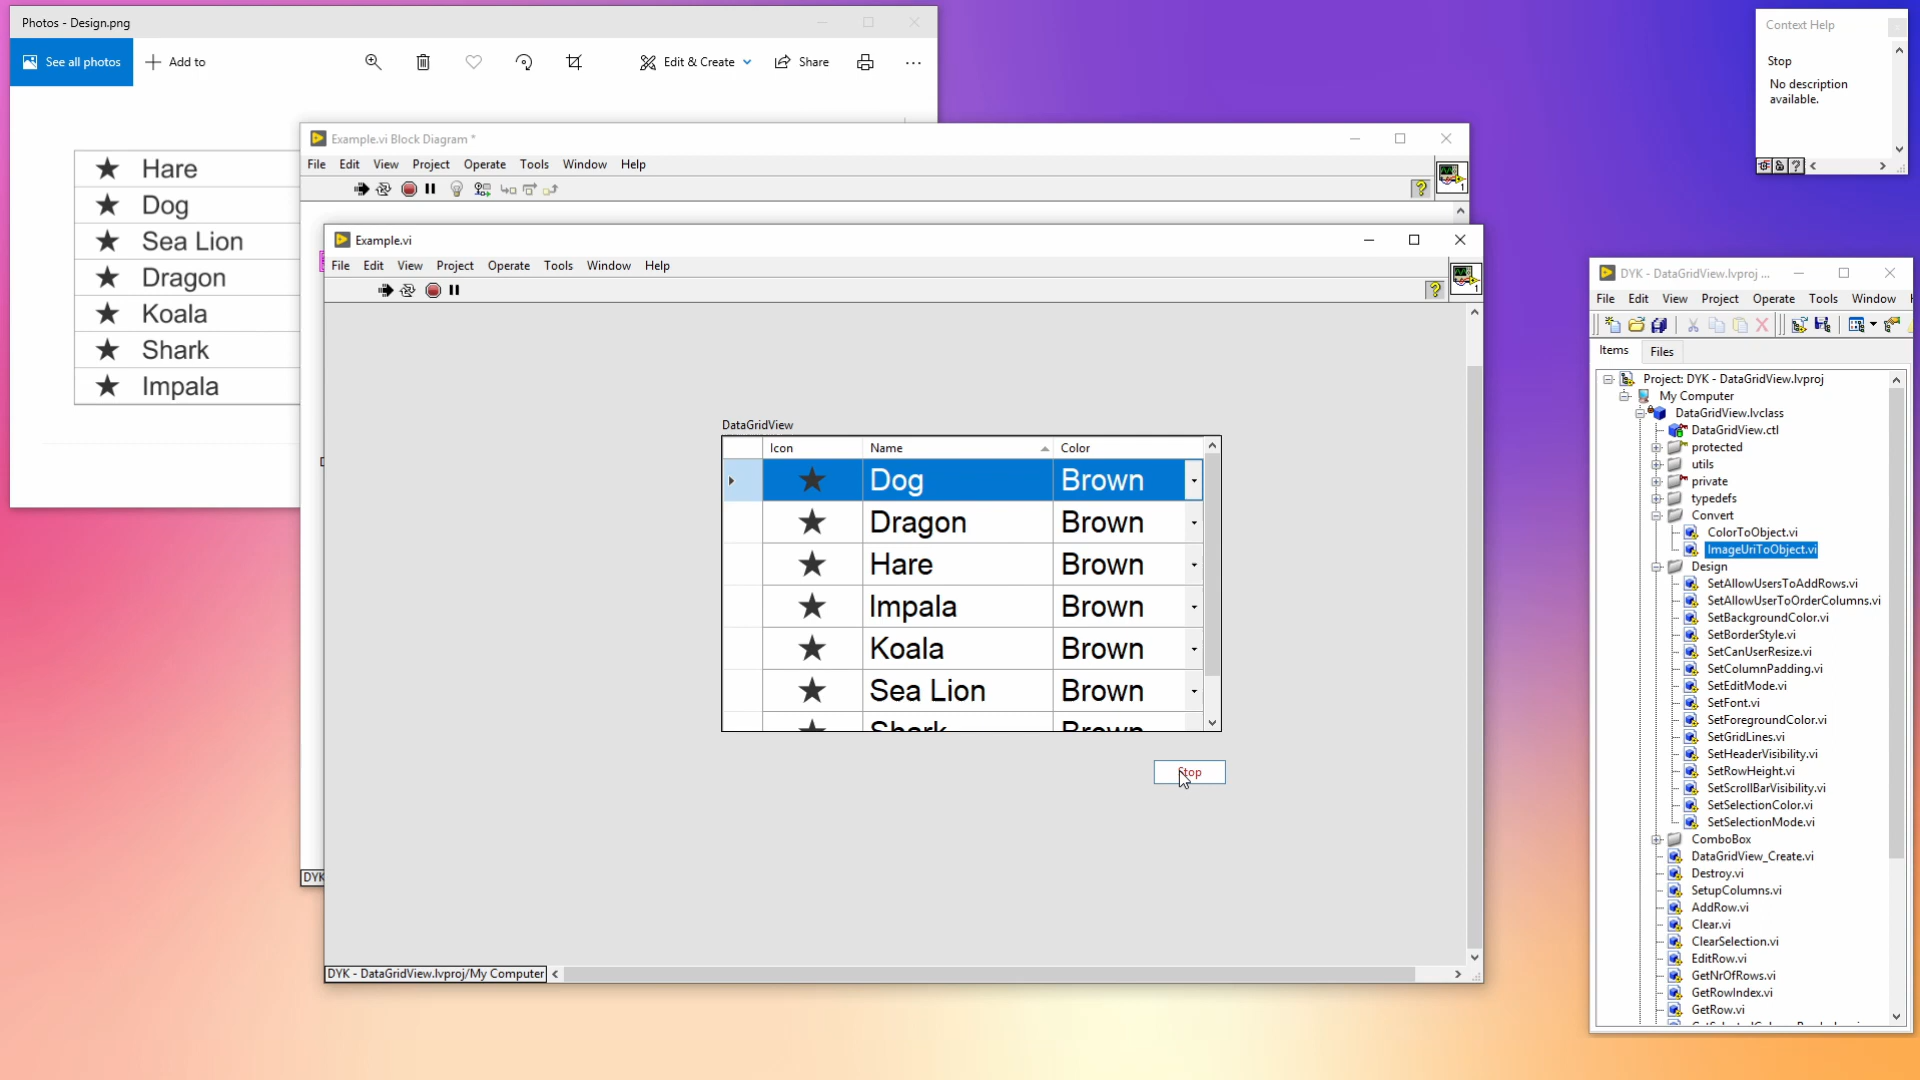 Photos - Design.png
See all photos
Add to
Edit & Create
Share
Hare
Dog
Sea Lion
Dragon
Koala
Shark
Impala
Example.vi Block Diagram *
File Edit View Project Operate Tools Window Help
Example.vi
File Edit View Project Operate Tools Window Help
DataGridView
Icon Name Color
Dog Brown
Dragon Brown
Hare Brown
Impala Brown
Koala Brown
Sea Lion Brown
Shark Brown
Stop
DYK
DYK - DataGridView.lvproj/My Computer
Context Help
Stop
No description
available.
DYK - DataGridView.lvproj ...
File Edit View Project Operate Tools Window
Items Files
Project: DYK - DataGridView.lvproj
My Computer
DataGridView.lvclass
DataGridView.ctl
protected
utils
private
typedefs
Convert
ColorToObject.vi
ImageUriToObject.vi
Design
SetAllowUsersToAddRows.vi
SetAllowUserToOrderColumns.vi
SetBackgroundColor.vi
SetBorderStyle.vi
SetCanUserResize.vi
SetColumnPadding.vi
SetEditMode.vi
SetFont.vi
SetForegroundColor.vi
SetGridLines.vi
SetHeaderVisibility.vi
SetRowHeight.vi
SetScrollBarVisibility.vi
SetSelectionColor.vi
SetSelectionMode.vi
ComboBox
DataGridView_Create.vi
Destroy.vi
SetupColumns.vi
AddRow.vi
Clear.vi
ClearSelection.vi
EditRow.vi
GetNrOfRows.vi
GetRowIndex.vi
GetRow.vi